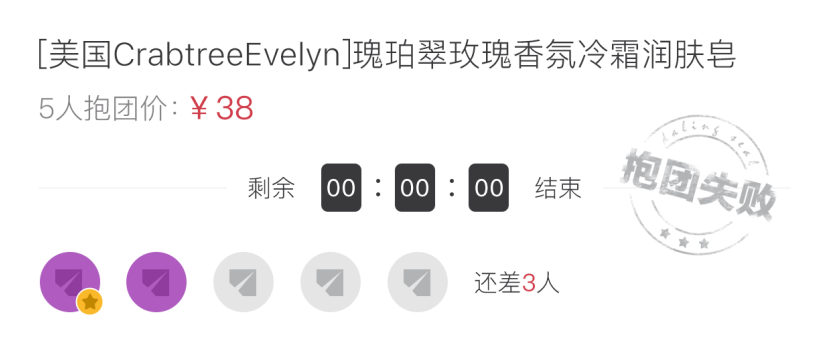 [美国CrabtreeEvelyn]瑰珀翠玫瑰香氛冷霜润肤皂
5人抱团价：¥38
剩余 00 : 00 : 00 结束
daling seal
抱团失败
还差3人